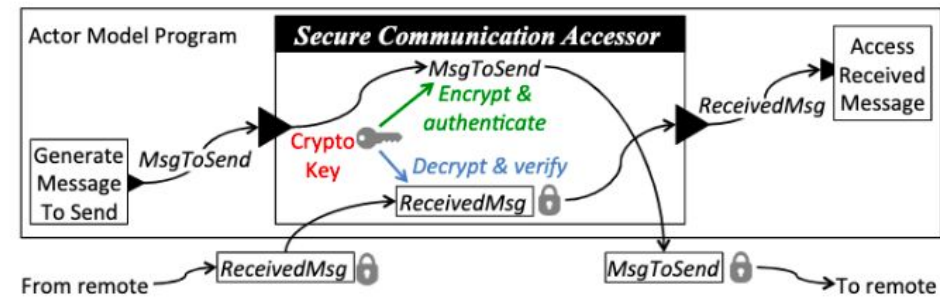 Actor Model Program
Secure Communication Accessor
Access
Received
Message
MsgToSend
Encrypt &
authenticate
ReceivedMsg
Crypto
Key
MsgToSend
Generate
Message
To Send
Decrypt & verify
ReceivedMsg
From remote
ReceivedMsg
MsgToSend
To remote